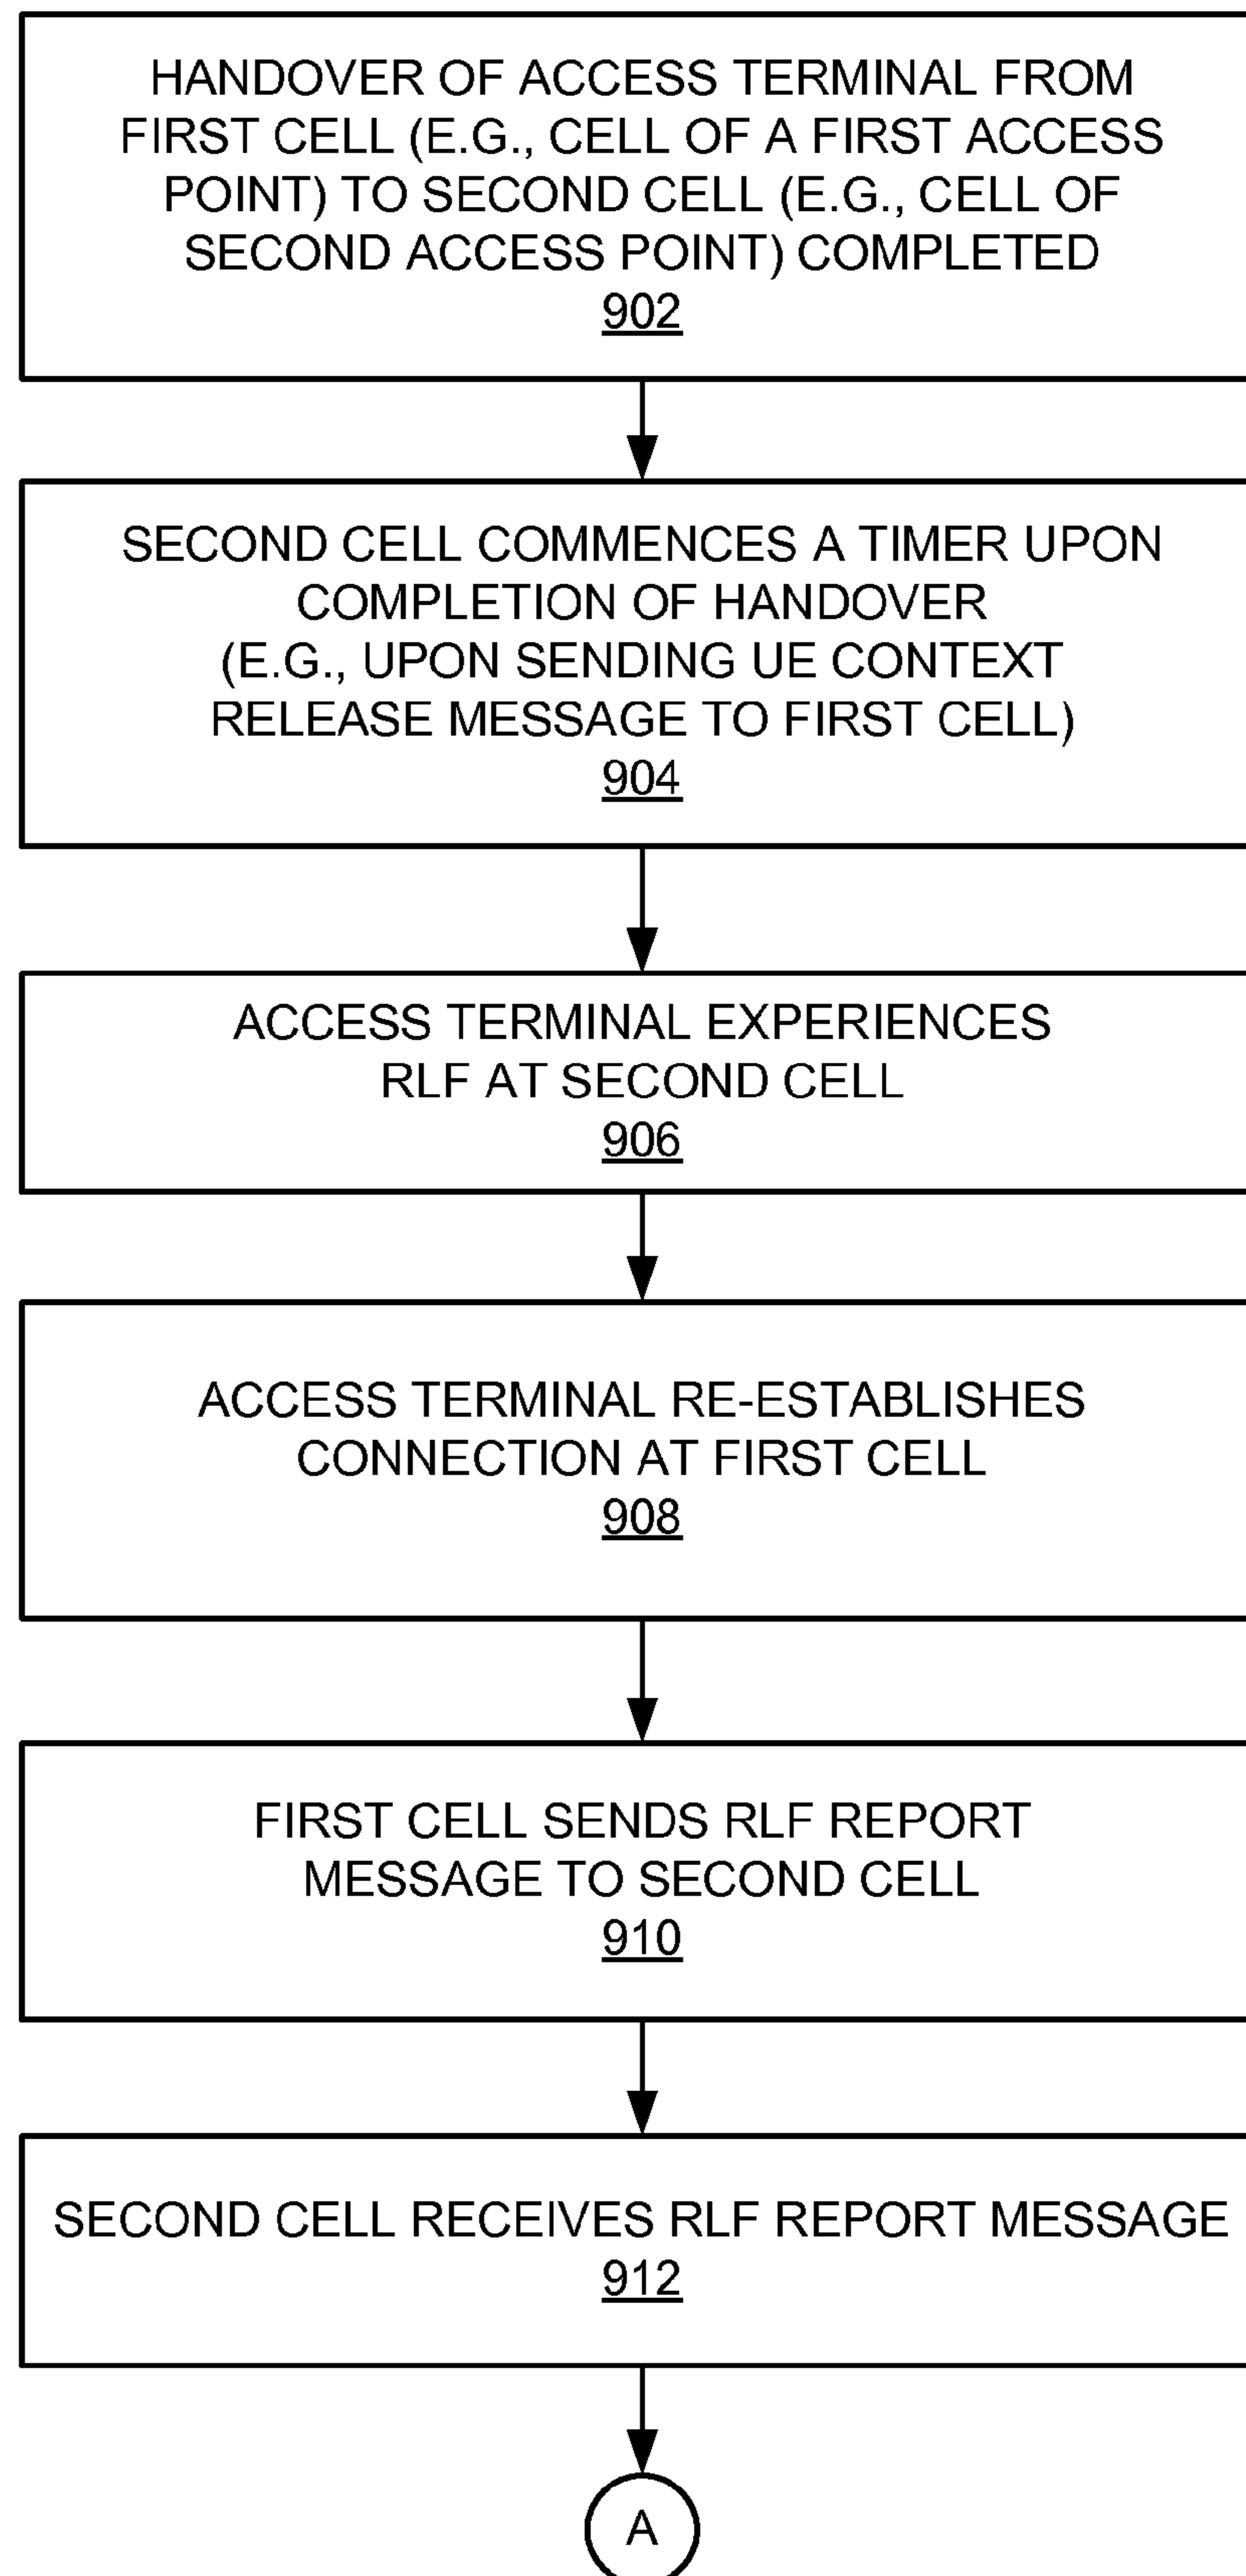 HANDOVER OF ACCESS TERMINAL FROM
FIRST CELL (E.G., CELL OF A FIRST ACCESS
POINT) TO SECOND CELL (E.G., CELL OF
SECOND ACCESS POINT) COMPLETED
902
SECOND CELL COMMENCES A TIMER UPON
COMPLETION OF HANDOVER
(E.G., UPON SENDING UE CONTEXT
RELEASE MESSAGE TO FIRST CELL)
904
ACCESS TERMINAL EXPERIENCES
RLF AT SECOND CELL
906
ACCESS TERMINAL RE-ESTABLISHES
CONNECTION AT FIRST CELL
908
FIRST CELL SENDS RLF REPORT
MESSAGE TO SECOND CELL
910
SECOND CELL RECEIVES RLF REPORT MESSAGE
912
A